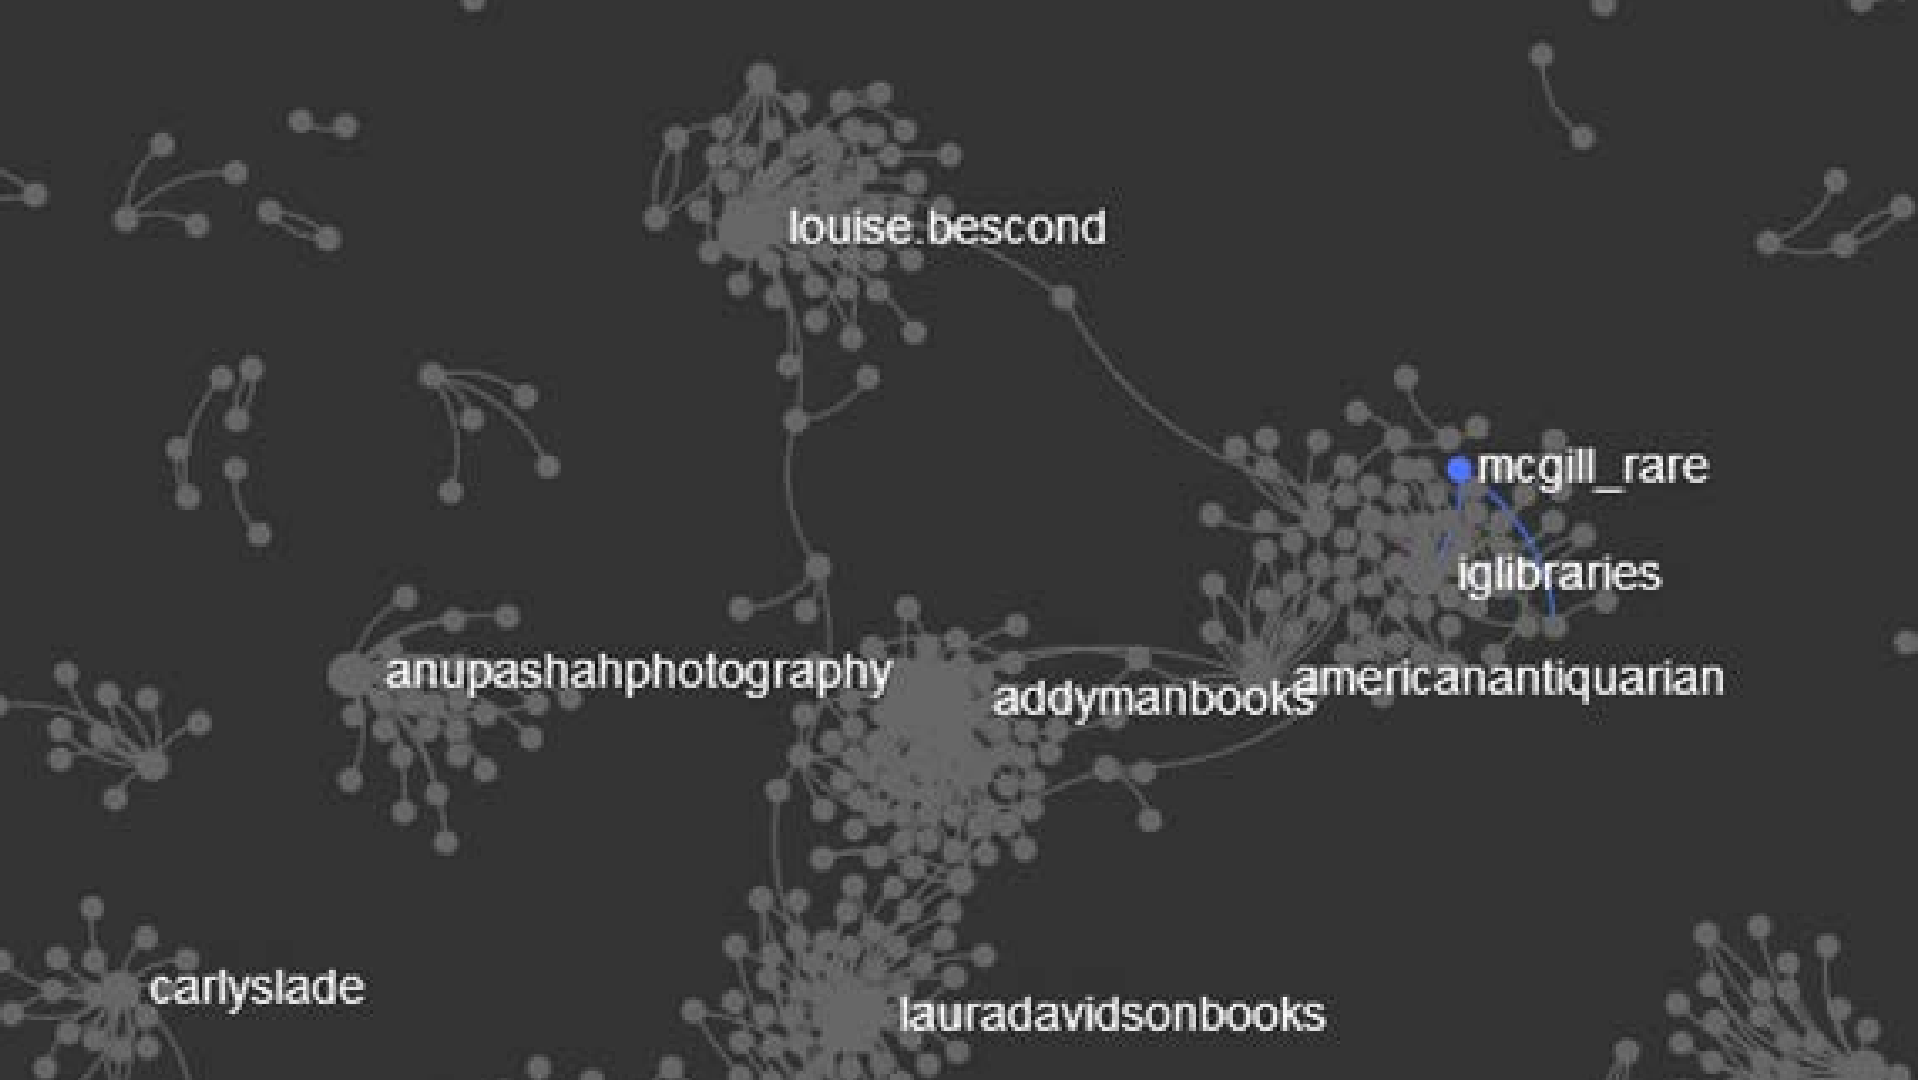 louise.bescond
mcgill_rare
iglibraries
anupashahphotography
addymanbooks
americanantiquarian
carlyslade
lauradavidsonbooks